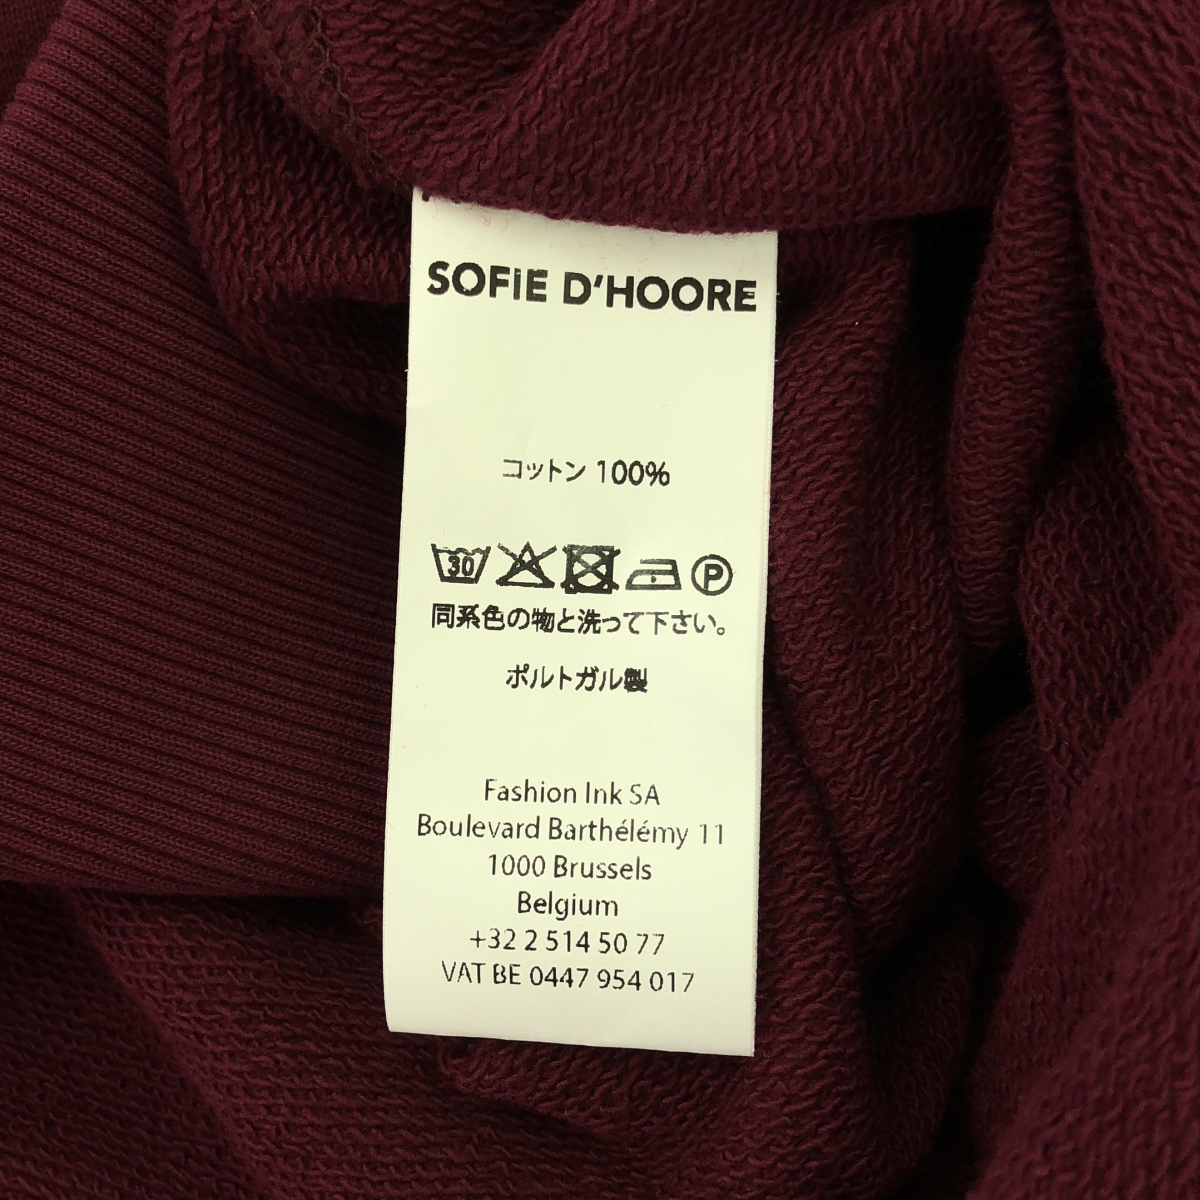 SOFIE D'HOORE
コットン 100%
30 P
同系色の物と洗って下さい。
ポルトガル製
Fashion Ink SA
Boulevard Barthélémy 11
1000 Brussels
Belgium
+32 2 514 50 77
VAT BE 0447 954 017